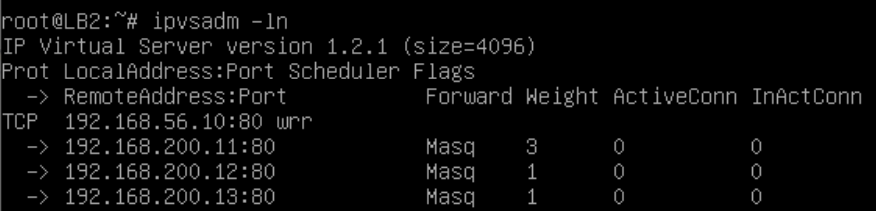 root@LB2:~# ipvsadm -ln
IP Virtual Server version 1.2.1 (size=4096)
Prot LocalAddress:Port Scheduler Flags
  -> RemoteAddress:Port           Forward Weight ActiveConn InActConn
TCP  192.168.56.10:80 wrr
  -> 192.168.200.11:80            Masq    3      0          0
  -> 192.168.200.12:80            Masq    1      0          0
  -> 192.168.200.13:80            Masq    1      0          0